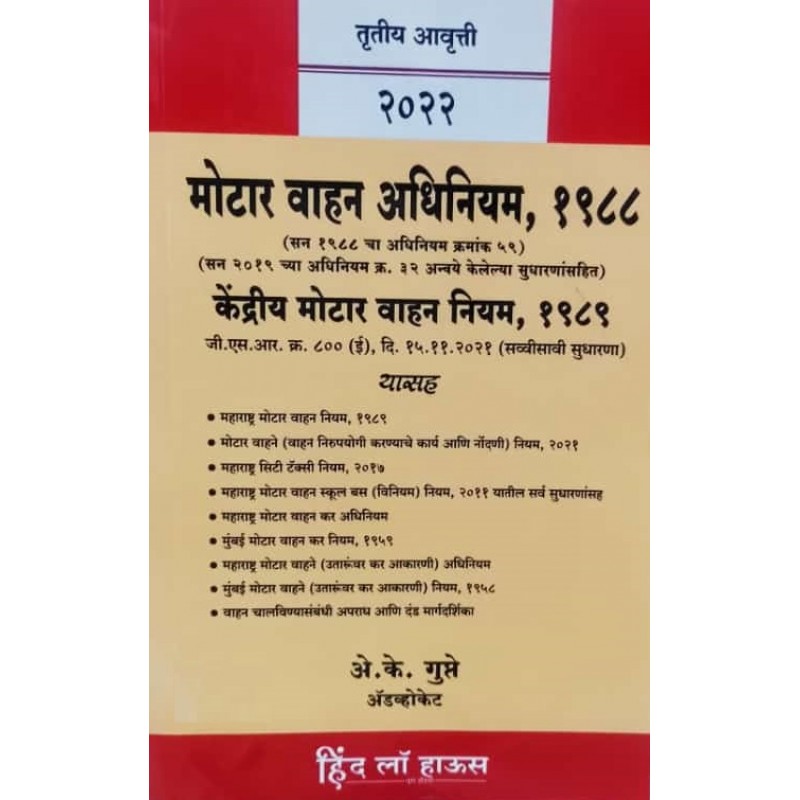 तृतीय आवृत्ती
२०२२
मोटार वाहन अधिनियम, १९८८
(सन १९८८ चा अधिनियम क्रमांक ५९)
(सन २०१९ च्या अधिनियम क्र. ३२ अन्वये केलेल्या सुधारणांसहित)
केंद्रीय मोटार वाहन नियम, १९८९
जी.एस.आर. क्र. ८०० (ई), दि. १५.११.२०२१ (सव्वीसावी सुधारणा)
यासह
• महाराष्ट्र मोटार वाहन नियम, १९८९
• मोटार वाहने (वाहन निरुपयोगी करण्याचे कार्य आणि नोंदणी) नियम, २०२१
• महाराष्ट्र सिटी टॅक्सी नियम, २०१७
• महाराष्ट्र मोटार वाहन स्कूल बस (विनियम) नियम, २०११ यातील सर्व सुधारणांसह
• महाराष्ट्र मोटार वाहन कर अधिनियम
• मुंबई मोटार वाहन कर नियम, १९५९
• महाराष्ट्र मोटार वाहने (उतारूंवर कर आकारणी) अधिनियम
• मुंबई मोटार वाहने (उतारूंवर कर आकारणी) नियम, १९५८
• वाहन चालविण्यासंबंधी अपराध आणि दंड मार्गदर्शिका
अे.के. गुप्ते
ॲडव्होकेट
हिंद लॉ हाऊस